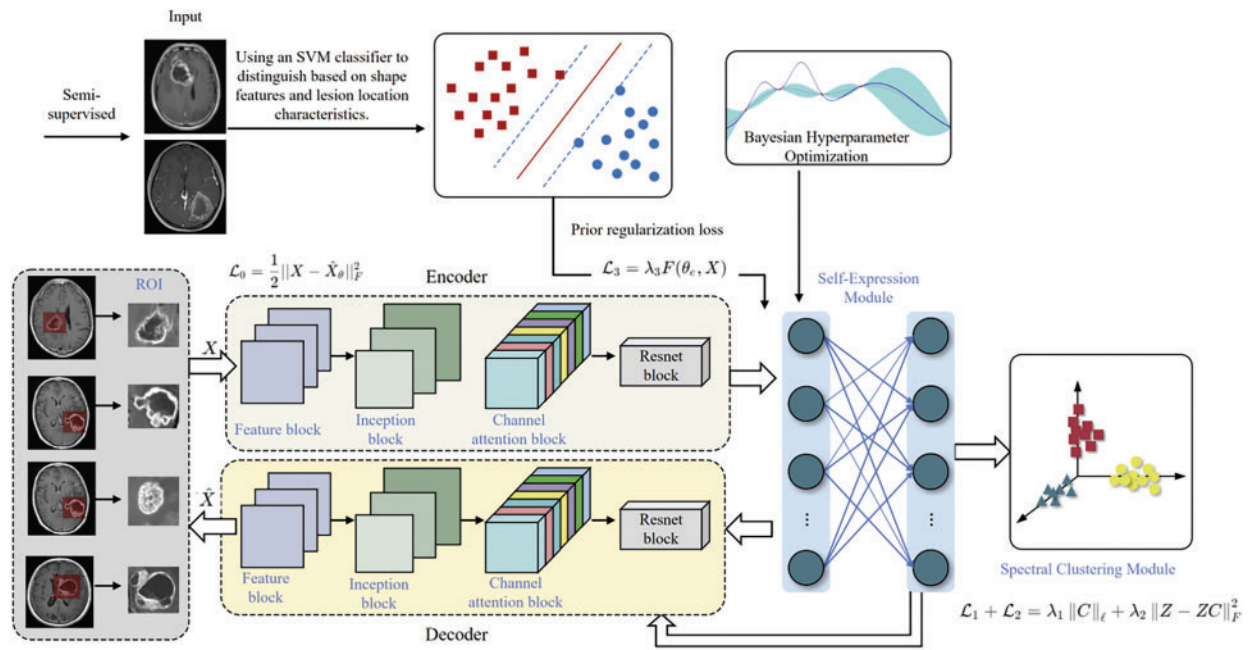 Input
Semi-
supervised
Using an SVM classifier to
distinguish based on shape
features and lesion location
characteristics.
Bayesian Hyperparameter
Optimization
Prior regularization loss
ROI
$\mathcal{L}_0 = \frac{1}{2}||X - \hat{X}_\theta||_F^2$
Encoder
$\mathcal{L}_3 = \lambda_3 F(\theta_e, X)$
Self-Expression
Module
X
Feature block
Inception
block
Channel
attention block
Resnet
block
$\hat{X}$
Feature
block
Inception
block
Channel
attention block
Resnet
block
Decoder
⋮
⋮
Spectral Clustering Module
$\mathcal{L}_1 + \mathcal{L}_2 = \lambda_1 \|C\|_\ell + \lambda_2 \|Z - ZC\|_F^2$